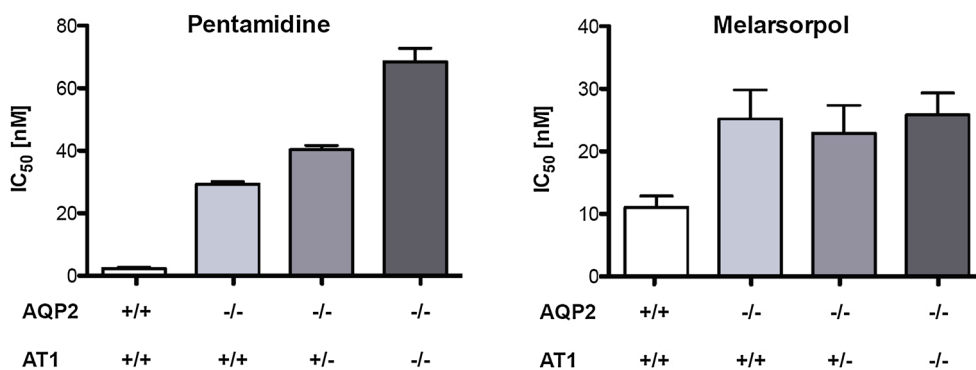 Pentamidine
80
60
40
20
0
IC50 [nM]
AQP2 +/+ -/- -/- -/-
AT1 +/+ +/+ +/- -/-
Melarsorpol
40
30
20
10
0
IC50 [nM]
AQP2 +/+ -/- -/- -/-
AT1 +/+ +/+ +/- -/-